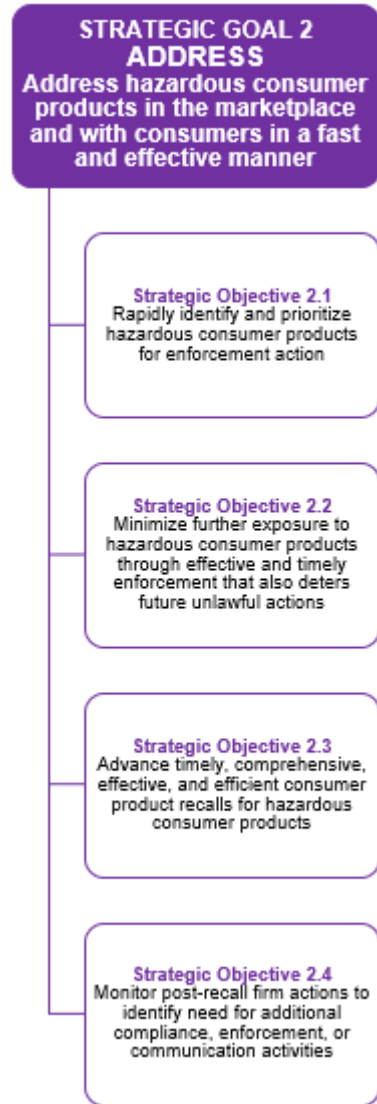 STRATEGIC GOAL 2
ADDRESS
Address hazardous consumer
products in the marketplace
and with consumers in a fast
and effective manner
Strategic Objective 2.1
Rapidly identify and prioritize
hazardous consumer products
for enforcement action
Strategic Objective 2.2
Minimize further exposure to
hazardous consumer products
through effective and timely
enforcement that also deters
future unlawful actions
Strategic Objective 2.3
Advance timely, comprehensive,
effective, and efficient consumer
product recalls for hazardous
consumer products
Strategic Objective 2.4
Monitor post-recall firm actions to
identify need for additional
compliance, enforcement, or
communication activities